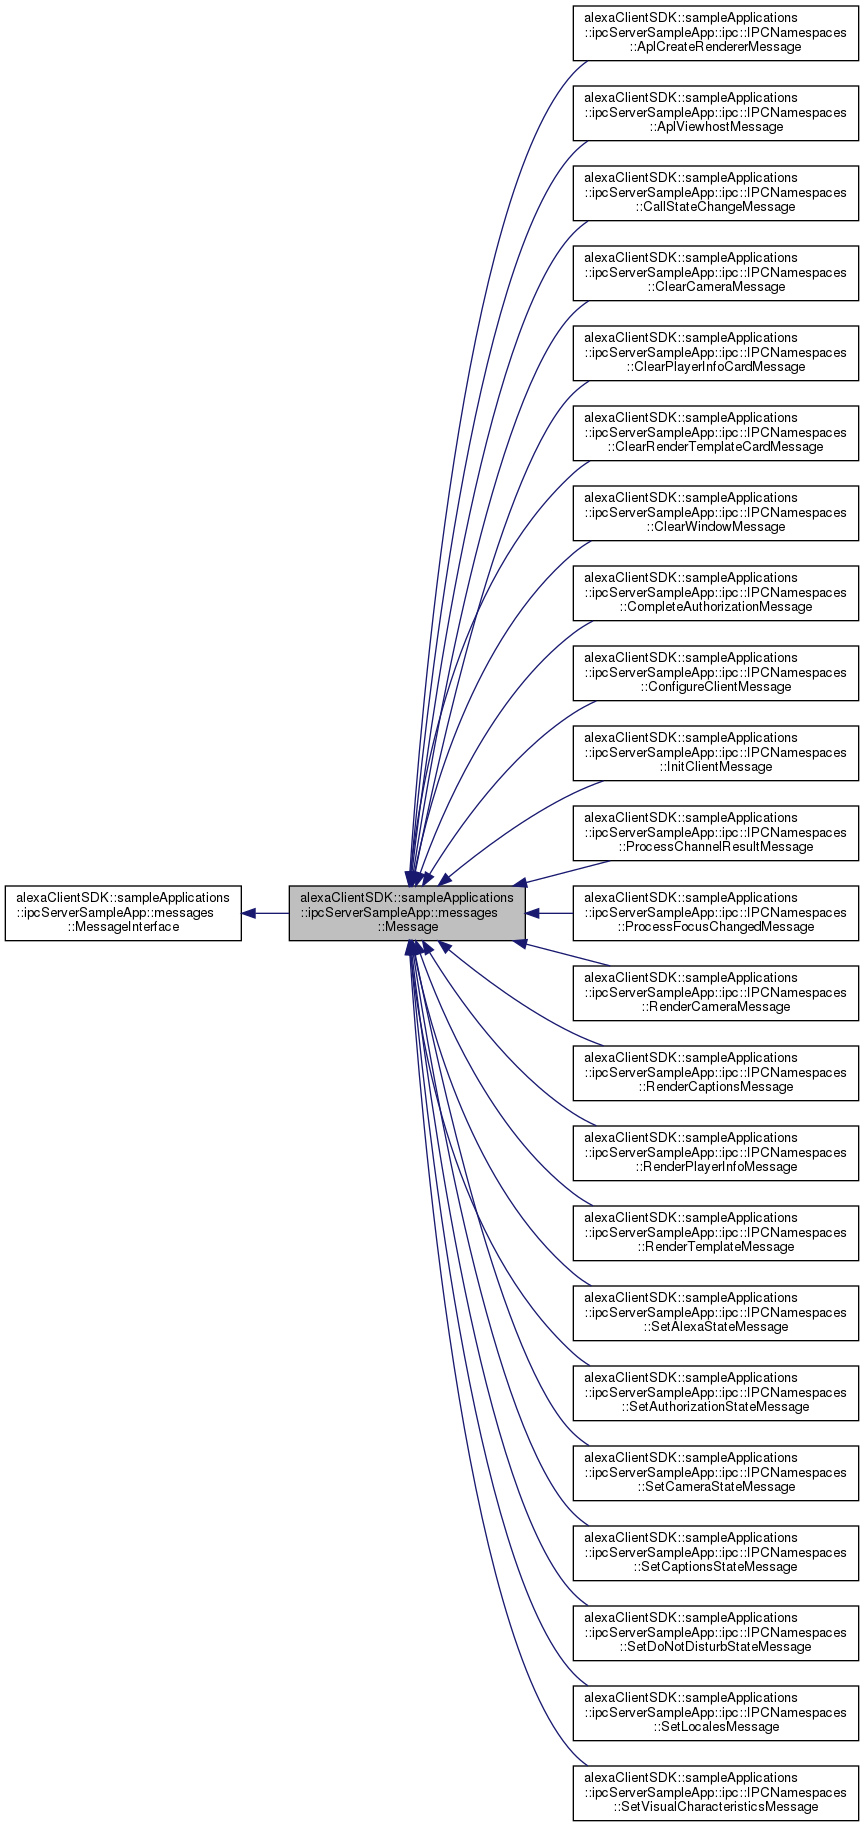 alexaClientSDK::sampleApplications
::ipcServerSampleApp::messages
::MessageInterface
alexaClientSDK::sampleApplications
::ipcServerSampleApp::messages
::Message
alexaClientSDK::sampleApplications
::ipcServerSampleApp::ipc::IPCNamespaces
::AplCreateRendererMessage
alexaClientSDK::sampleApplications
::ipcServerSampleApp::ipc::IPCNamespaces
::AplViewhostMessage
alexaClientSDK::sampleApplications
::ipcServerSampleApp::ipc::IPCNamespaces
::CallStateChangeMessage
alexaClientSDK::sampleApplications
::ipcServerSampleApp::ipc::IPCNamespaces
::ClearCameraMessage
alexaClientSDK::sampleApplications
::ipcServerSampleApp::ipc::IPCNamespaces
::ClearPlayerInfoCardMessage
alexaClientSDK::sampleApplications
::ipcServerSampleApp::ipc::IPCNamespaces
::ClearRenderTemplateCardMessage
alexaClientSDK::sampleApplications
::ipcServerSampleApp::ipc::IPCNamespaces
::ClearWindowMessage
alexaClientSDK::sampleApplications
::ipcServerSampleApp::ipc::IPCNamespaces
::CompleteAuthorizationMessage
alexaClientSDK::sampleApplications
::ipcServerSampleApp::ipc::IPCNamespaces
::ConfigureClientMessage
alexaClientSDK::sampleApplications
::ipcServerSampleApp::ipc::IPCNamespaces
::InitClientMessage
alexaClientSDK::sampleApplications
::ipcServerSampleApp::ipc::IPCNamespaces
::ProcessChannelResultMessage
alexaClientSDK::sampleApplications
::ipcServerSampleApp::ipc::IPCNamespaces
::ProcessFocusChangedMessage
alexaClientSDK::sampleApplications
::ipcServerSampleApp::ipc::IPCNamespaces
::RenderCameraMessage
alexaClientSDK::sampleApplications
::ipcServerSampleApp::ipc::IPCNamespaces
::RenderCaptionsMessage
alexaClientSDK::sampleApplications
::ipcServerSampleApp::ipc::IPCNamespaces
::RenderPlayerInfoMessage
alexaClientSDK::sampleApplications
::ipcServerSampleApp::ipc::IPCNamespaces
::RenderTemplateMessage
alexaClientSDK::sampleApplications
::ipcServerSampleApp::ipc::IPCNamespaces
::SetAlexaStateMessage
alexaClientSDK::sampleApplications
::ipcServerSampleApp::ipc::IPCNamespaces
::SetAuthorizationStateMessage
alexaClientSDK::sampleApplications
::ipcServerSampleApp::ipc::IPCNamespaces
::SetCameraStateMessage
alexaClientSDK::sampleApplications
::ipcServerSampleApp::ipc::IPCNamespaces
::SetCaptionsStateMessage
alexaClientSDK::sampleApplications
::ipcServerSampleApp::ipc::IPCNamespaces
::SetDoNotDisturbStateMessage
alexaClientSDK::sampleApplications
::ipcServerSampleApp::ipc::IPCNamespaces
::SetLocalesMessage
alexaClientSDK::sampleApplications
::ipcServerSampleApp::ipc::IPCNamespaces
::SetVisualCharacteristicsMessage